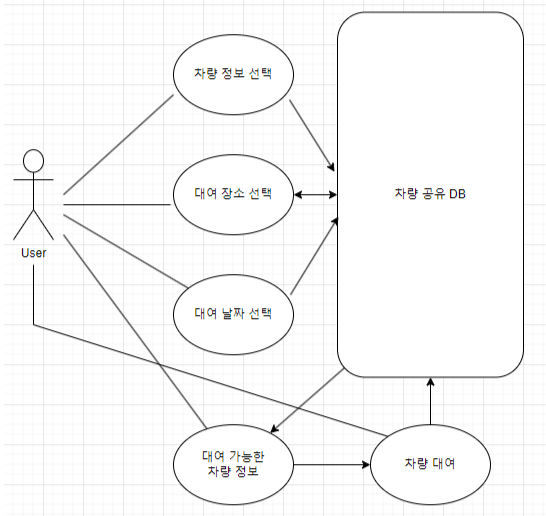 차량 정보 선택
대여 장소 선택
차량 공유 DB
User
대여 날짜 선택
대여 가능한
차량 정보
차량 대여